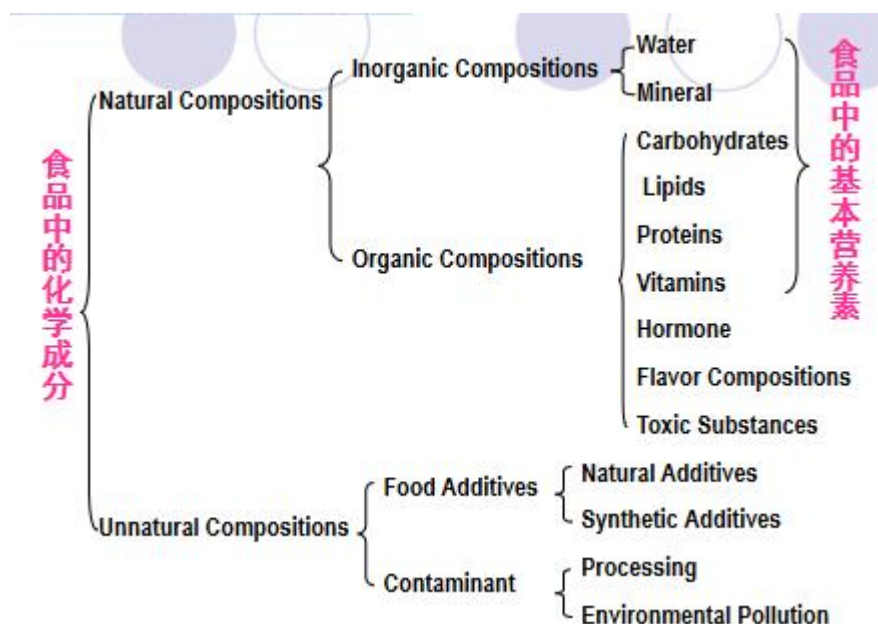 食品中的化学成分
Natural Compositions
Inorganic Compositions
Water
Mineral
Organic Compositions
Carbohydrates
Lipids
Proteins
Vitamins
Hormone
Flavor Compositions
Toxic Substances
食品中的基本营养素
Unnatural Compositions
Food Additives
Natural Additives
Synthetic Additives
Contaminant
Processing
Environmental Pollution